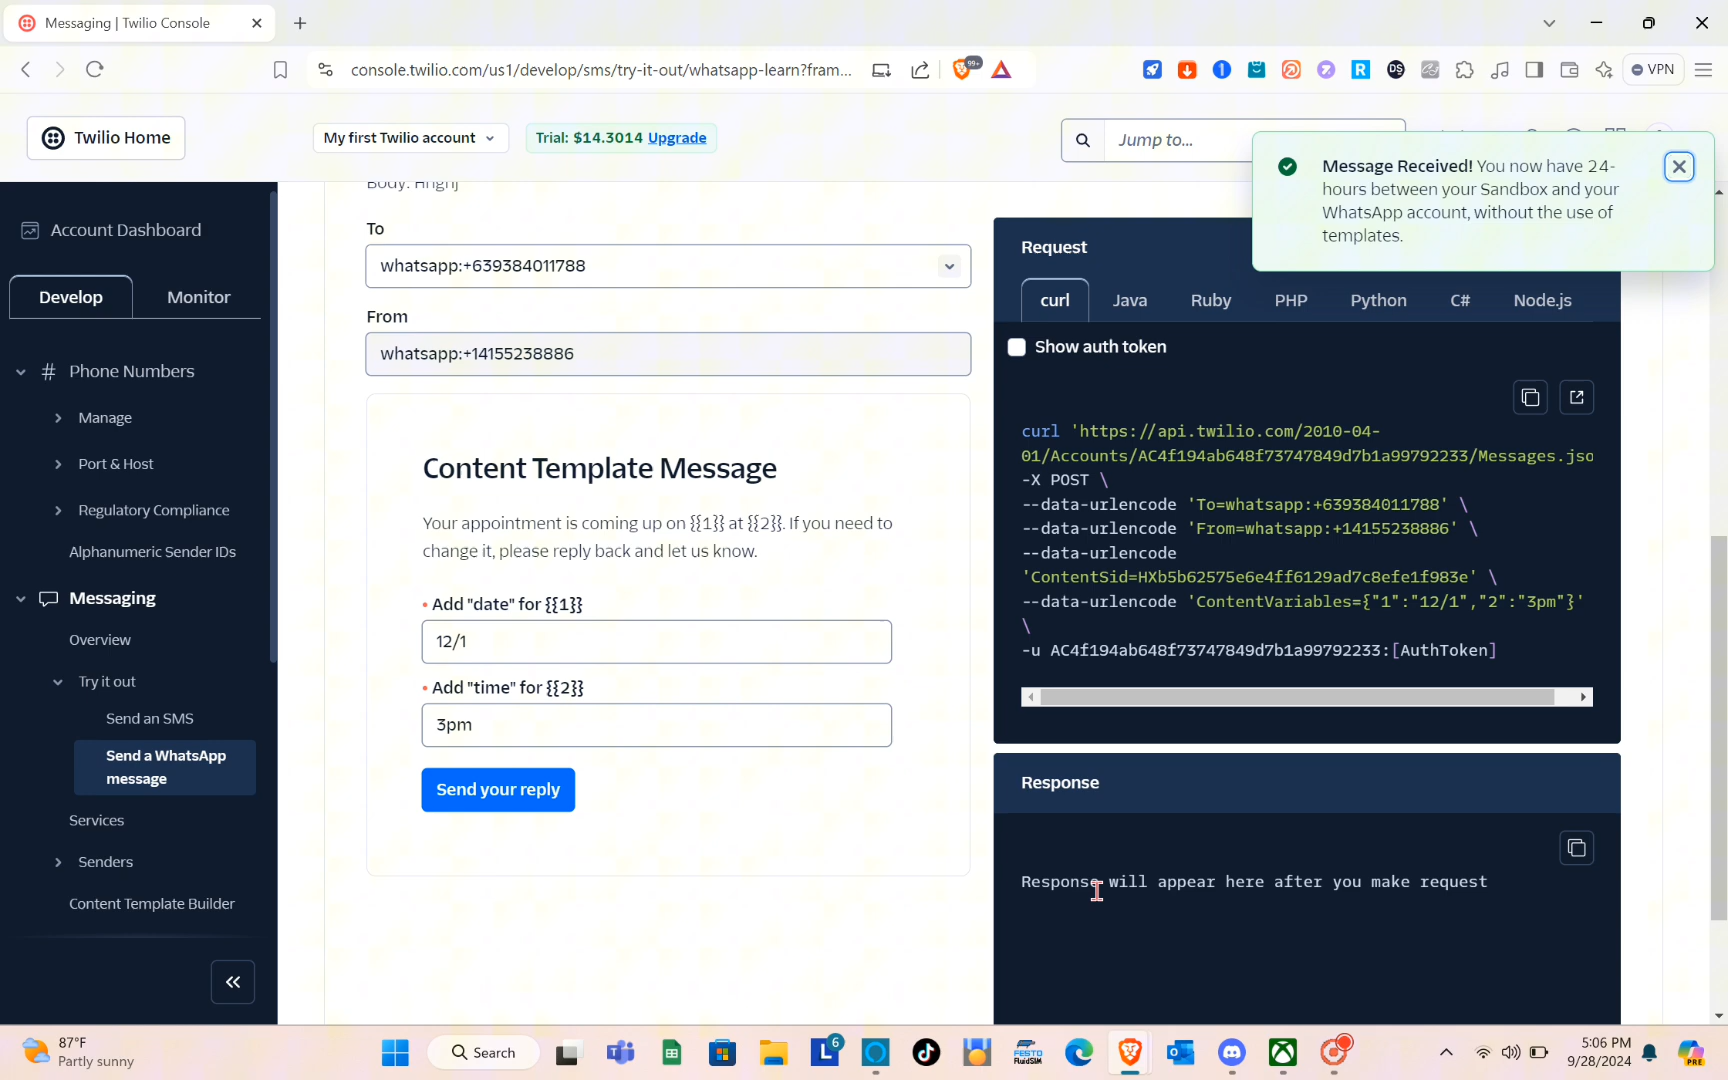 Messaging | Twilio Console
console.twilio.com/us1/develop/sms/try-it-out/whatsapp-learn?fram...
99+
VPN
Twilio Home
My first Twilio account
Trial: $14.3014 Upgrade
Jump to...
Message Received! You now have 24-
hours between your Sandbox and your
WhatsApp account, without the use of
templates.
Account Dashboard
Develop
Monitor
# Phone Numbers
Manage
Port & Host
Regulatory Compliance
Alphanumeric Sender IDs
Messaging
Overview
Try it out
Send an SMS
Send a WhatsApp
message
Services
Senders
Content Template Builder
To
whatsapp:+639384011788
From
whatsapp:+14155238886
Content Template Message
Your appointment is coming up on {{1}} at {{2}}. If you need to
change it, please reply back and let us know.
• Add "date" for {{1}}
12/1
• Add "time" for {{2}}
3pm
Send your reply
Request
curl
Java
Ruby
PHP
Python
C#
Node.js
Show auth token
curl 'https://api.twilio.com/2010-04-
01/Accounts/AC4f194ab648f73747849d7b1a99792233/Messages.jso
-X POST \
--data-urlencode 'To=whatsapp:+639384011788' \
--data-urlencode 'From=whatsapp:+14155238886' \
--data-urlencode
'ContentSid=HXb5b62575e6e4ff6129ad7c8efe1f983e' \
--data-urlencode 'ContentVariables={"1":"12/1","2":"3pm"}'
\
-u AC4f194ab648f73747849d7b1a99792233:[AuthToken]
Response
Response will appear here after you make request
87°F
Partly sunny
Search
6
FESTO
FluidSIM
5:06 PM
9/28/2024
PRE